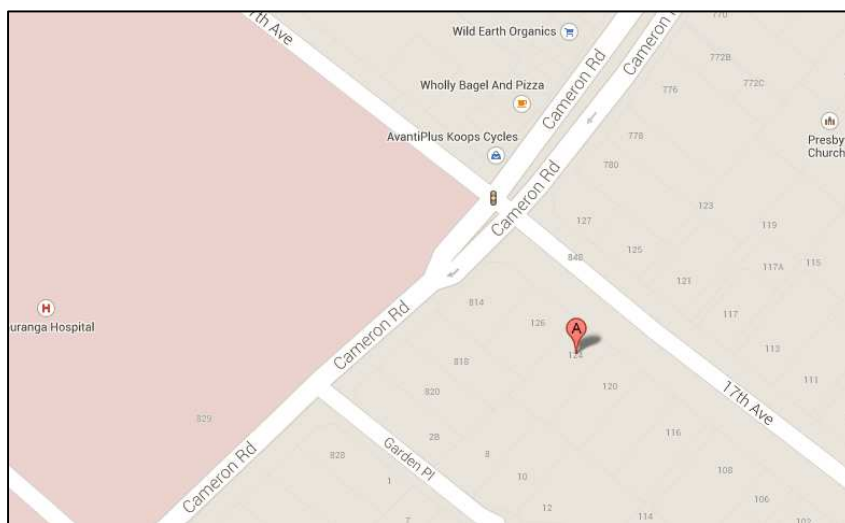 7th Ave
Wild Earth Organics
Cameron Rd
Cameron
770
772B
772C
776
Wholly Bagel And Pizza
AvantiPlus Koops Cycles
778
780
Presby
Church
Cameron Rd
127
123
119
125
848
117A
115
121
H
uranga Hospital
814
126
A
124
117
113
111
Cameron Rd
818
120
820
17th Ave
829
2B
116
Cameron Rd
828
Garden Pl
8
10
108
1
106
12
114
102
7